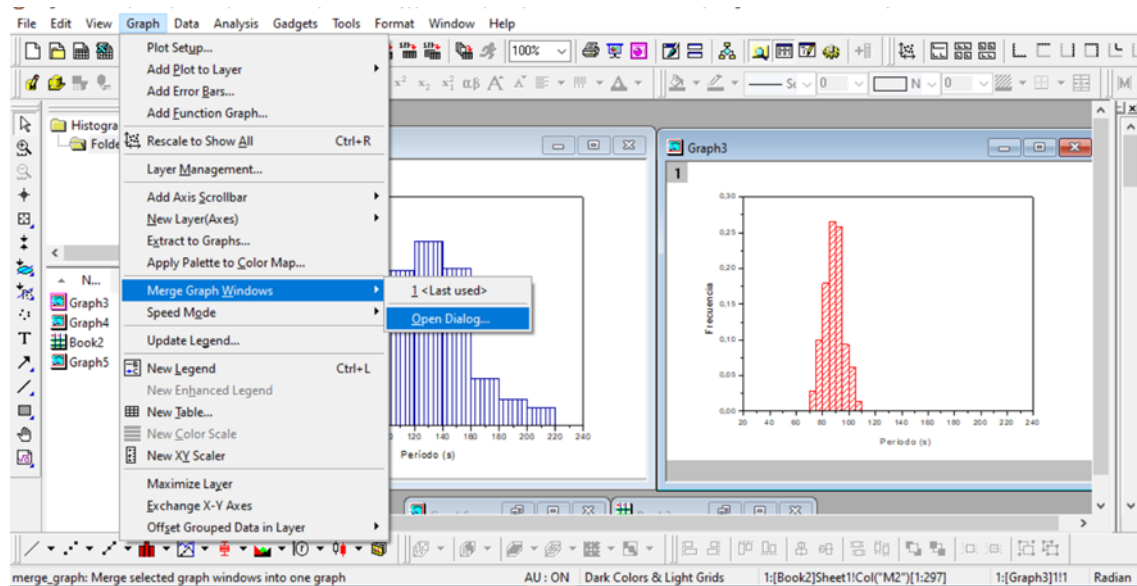 File Edit View Graph Data Analysis Gadgets Tools Format Window Help
Plot Setup...
Add Plot to Layer
Add Error Bars...
Add Function Graph...
Rescale to Show All Ctrl+R
Layer Management...
Add Axis Scrollbar
New Layer(Axes)
Extract to Graphs...
Apply Palette to Color Map...
Merge Graph Windows
Speed Mode
Update Legend...
New Legend Ctrl+L
New Enhanced Legend
New Table...
New Color Scale
New XY Scaler
Maximize Layer
Exchange X-Y Axes
Offset Grouped Data in Layer
1 <Last used>
Open Dialog...
100%
0 N 0
Histogra
Folde
N...
Graph3
Graph4
Book2
Graph5
120 140 160 180 200 220 240
Período (s)
Graph3
1
0,30
0,25
0,20
0,15
0,10
0,05
0,00
Frecuencia
20 40 60 80 100 120 140 160 180 200 220 240
Período (s)
merge_graph: Merge selected graph windows into one graph AU : ON Dark Colors & Light Grids 1:[Book2]Sheet1!Col("M2")[1:297] 1:[Graph3]1!1 Radian